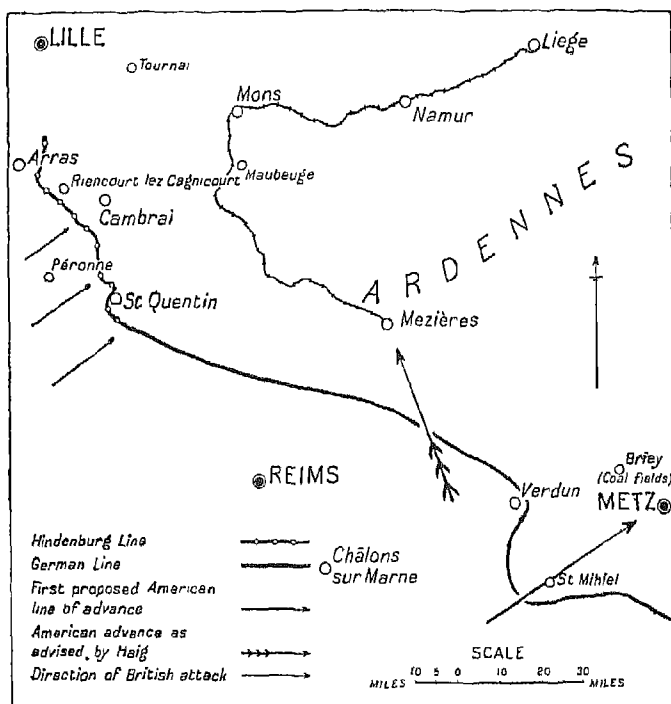 LILLE
Tournai
Liege
Mons
Namur
Arras
Riencourt lez Cagnicourt
Maubeuge
Cambrai
ARDENNES
Péronne
St Quentin
Mezières
REIMS
Briey
(Coal fields)
Verdun
METZ
Hindenburg Line
German Line
Châlons
sur Marne
St Mihiel
First proposed American
line of advance
American advance as
advised by Haig
SCALE
Direction of British attack
MILES 10 5 0 10 20 30 MILES